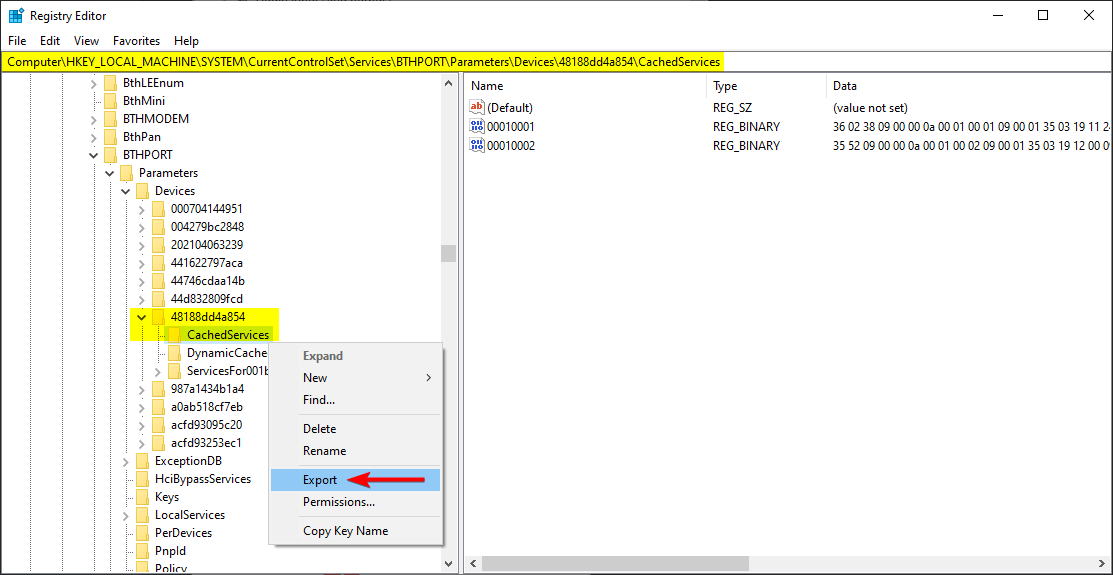 Registry Editor
File Edit View Favorites Help
Computer\HKEY_LOCAL_MACHINE\SYSTEM\CurrentControlSet\Services\BTHPORT\Parameters\Devices\48188dd4a854\CachedServices
BthLEEnum
BthMini
BTHMODEM
BthPan
BTHPORT
Parameters
Devices
000704144951
004279bc2848
202104063239
441622797aca
44746cdaa14b
44d832809fcd
48188dd4a854
CachedServices
DynamicCache
ServicesFor001b
987a1434b1a4
a0ab518cf7eb
acfd93095c20
acfd93253ec1
ExceptionDB
HciBypassServices
Keys
LocalServices
PerDevices
PnpId
Policy
Expand
New
Find...
Delete
Rename
Export
Permissions...
Copy Key Name
Name Type Data
ab (Default) REG_SZ (value not set)
00010001 REG_BINARY 36 02 38 09 00 00 0a 00 01 00 01 09 00 01 35 03 19 11 2
00010002 REG_BINARY 35 52 09 00 00 0a 00 01 00 02 09 00 01 35 03 19 12 00 0